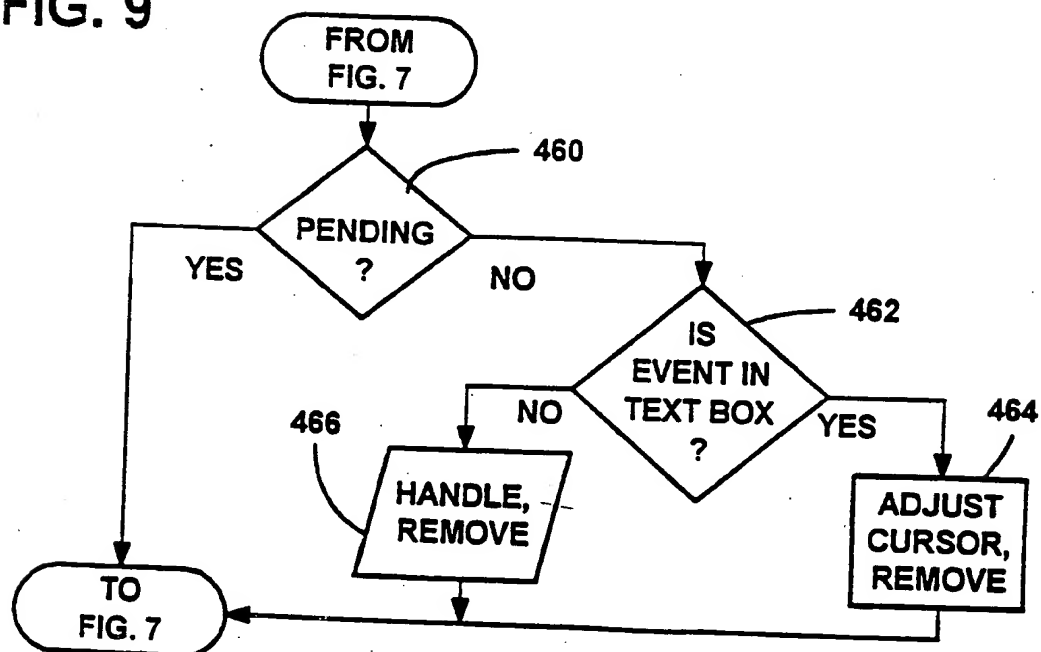 FIG. 9
FROM
FIG. 7
460
PENDING
?
YES
NO
462
IS
EVENT IN
TEXT BOX
?
NO
YES
464
466
HANDLE,
REMOVE
ADJUST
CURSOR,
REMOVE
TO
FIG. 7